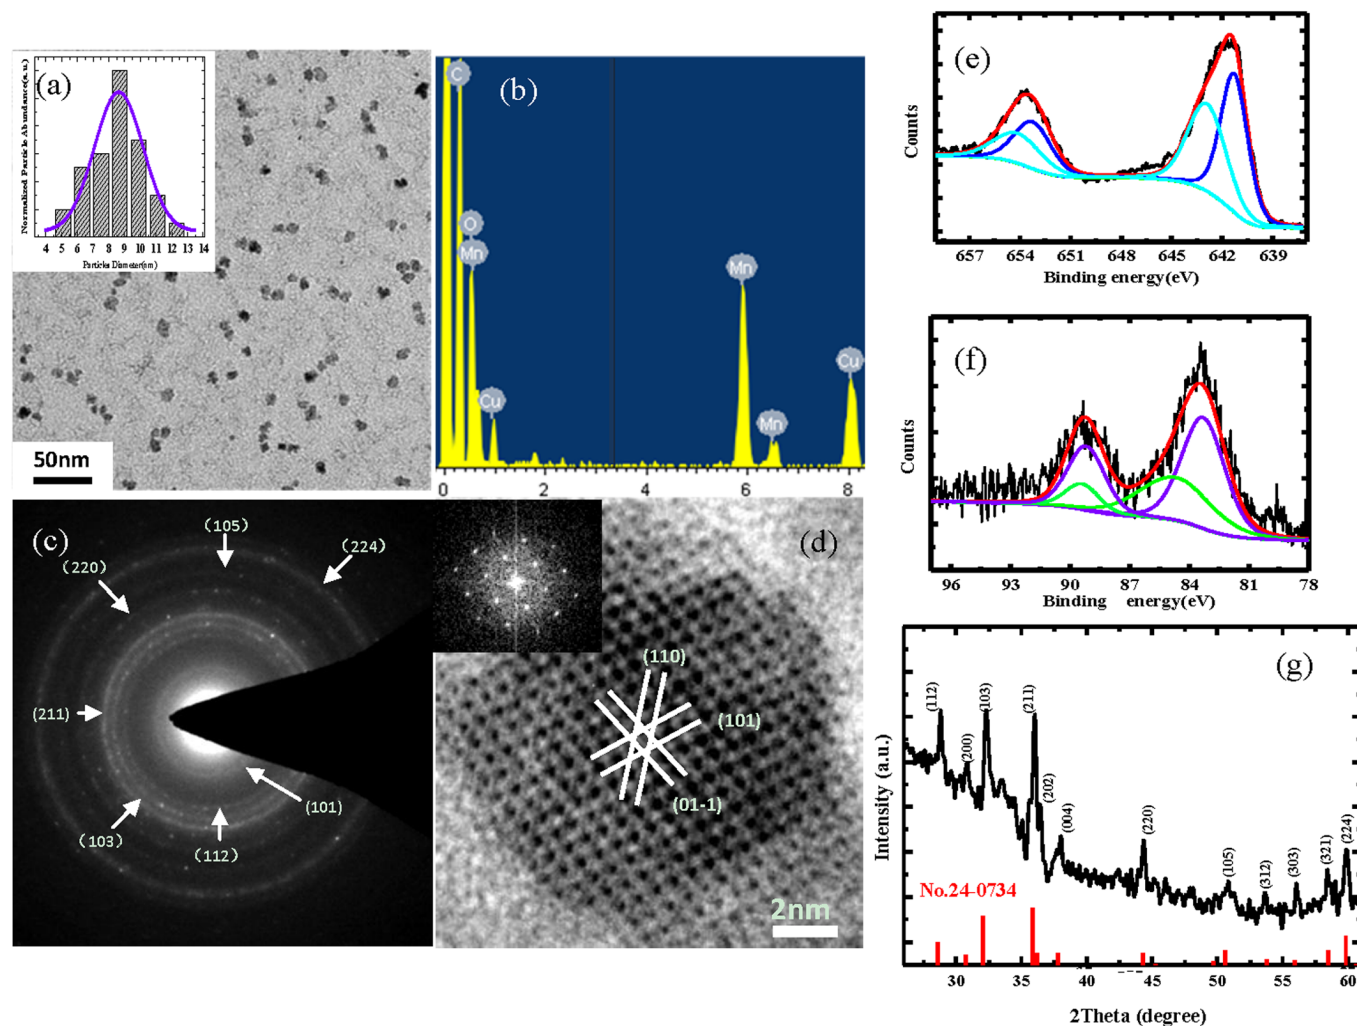 (a)
Normalized Particle Abundance(a. u.)
4 5 6 7 8 9 10 11 12 13 14
Particles Diameter(nm)
50nm
(b)
C
O
Mn
Cu
Mn
Mn
Cu
0 2 4 6 8
(e)
Counts
657 654 651 648 645 642 639
Binding energy(eV)
(f)
Counts
96 93 90 87 84 81 78
Binding energy(eV)
(c)
(105)
(224)
(220)
(211)
(101)
(103)
(112)
(d)
(110)
(101)
(01-1)
2nm
(g)
Intensity (a.u.)
(112)
(200)
(103)
(211)
(202)
(004)
(220)
(105)
(312)
(303)
(321)
(224)
No.24-0734
30 35 40 45 50 55 60
2Theta (degree)